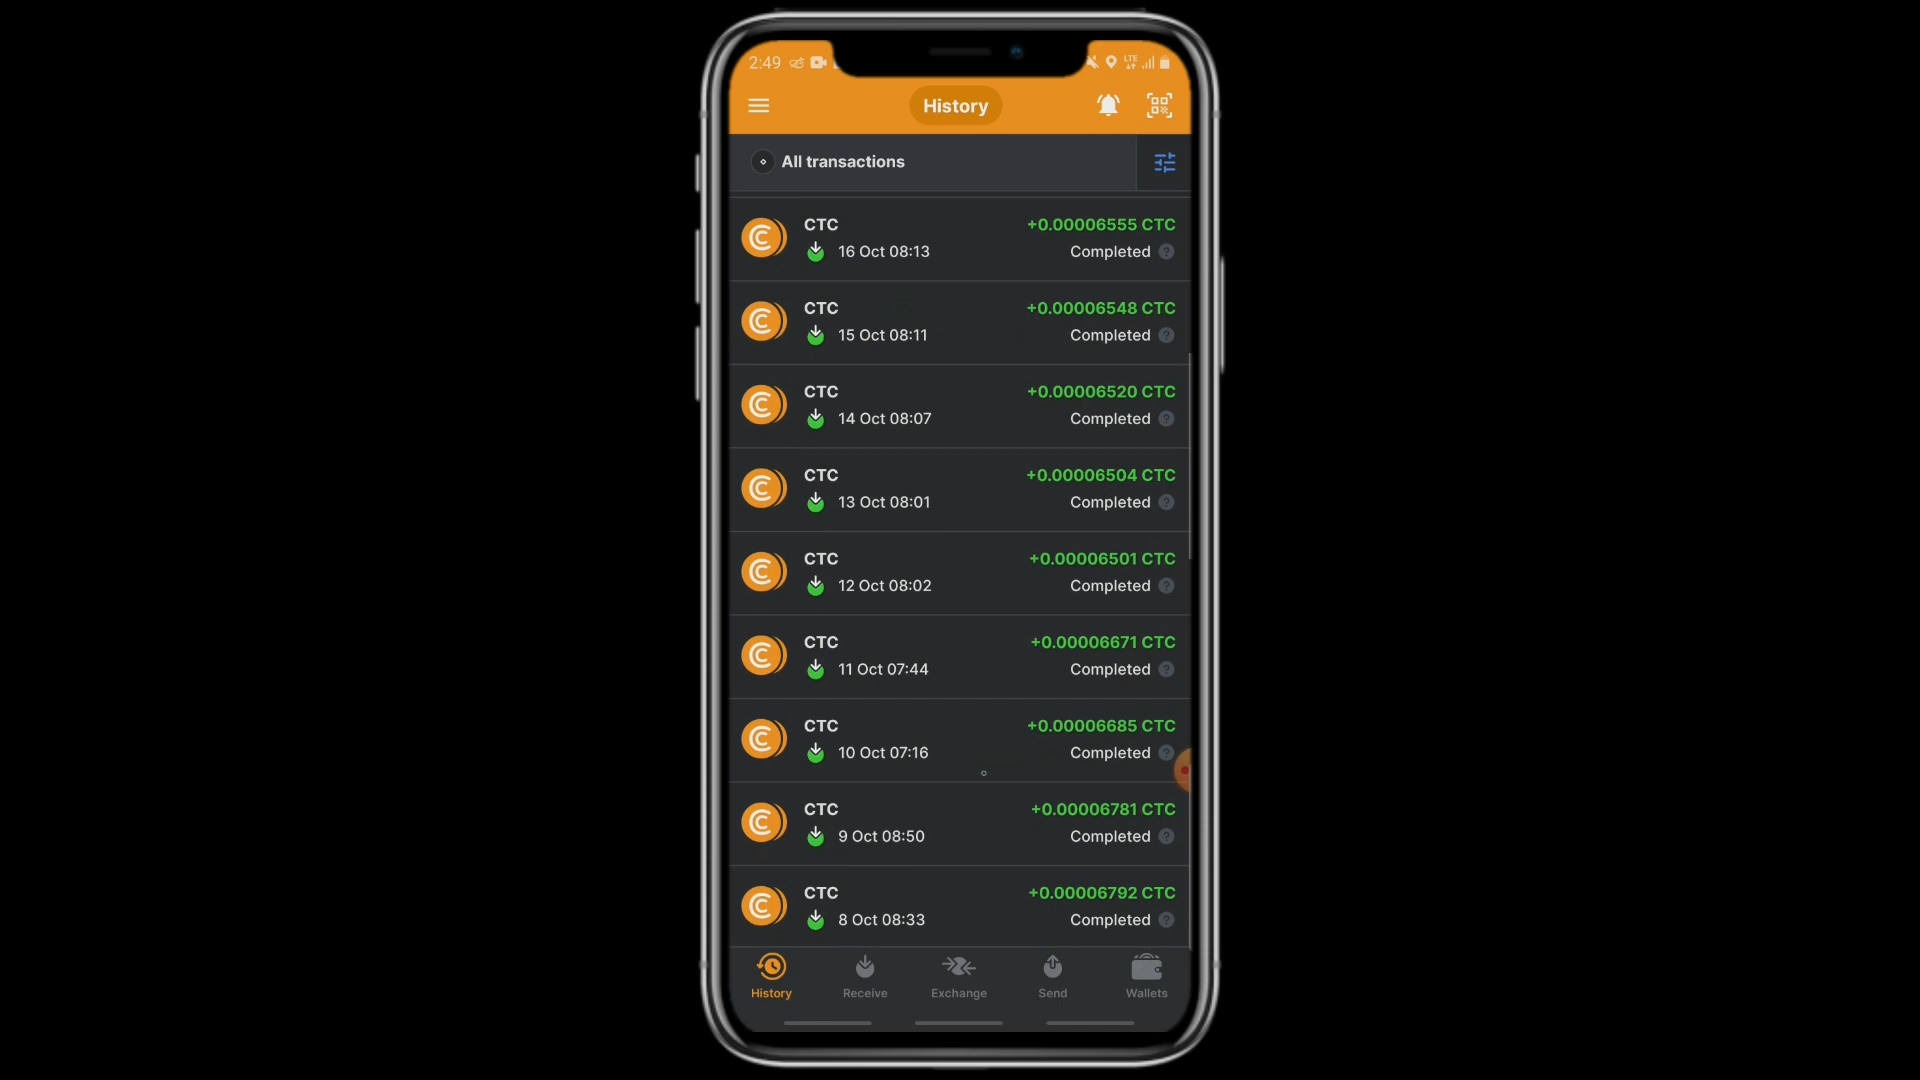 2:49
LTE
History
All transactions
CTC +0.00006555 CTC
16 Oct 08:13 Completed
CTC +0.00006548 CTC
15 Oct 08:11 Completed
CTC +0.00006520 CTC
14 Oct 08:07 Completed
CTC +0.00006504 CTC
13 Oct 08:01 Completed
CTC +0.00006501 CTC
12 Oct 08:02 Completed
CTC +0.00006671 CTC
11 Oct 07:44 Completed
CTC +0.00006685 CTC
10 Oct 07:16 Completed
CTC +0.00006781 CTC
9 Oct 08:50 Completed
CTC +0.00006792 CTC
8 Oct 08:33 Completed
History Receive Exchange Send Wallets